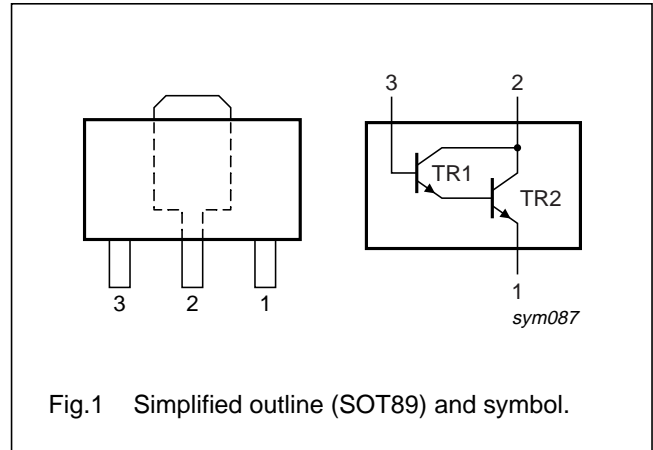 3 2
TR1
TR2
3 2 1
1
sym087
Fig.1 Simplified outline (SOT89) and symbol.